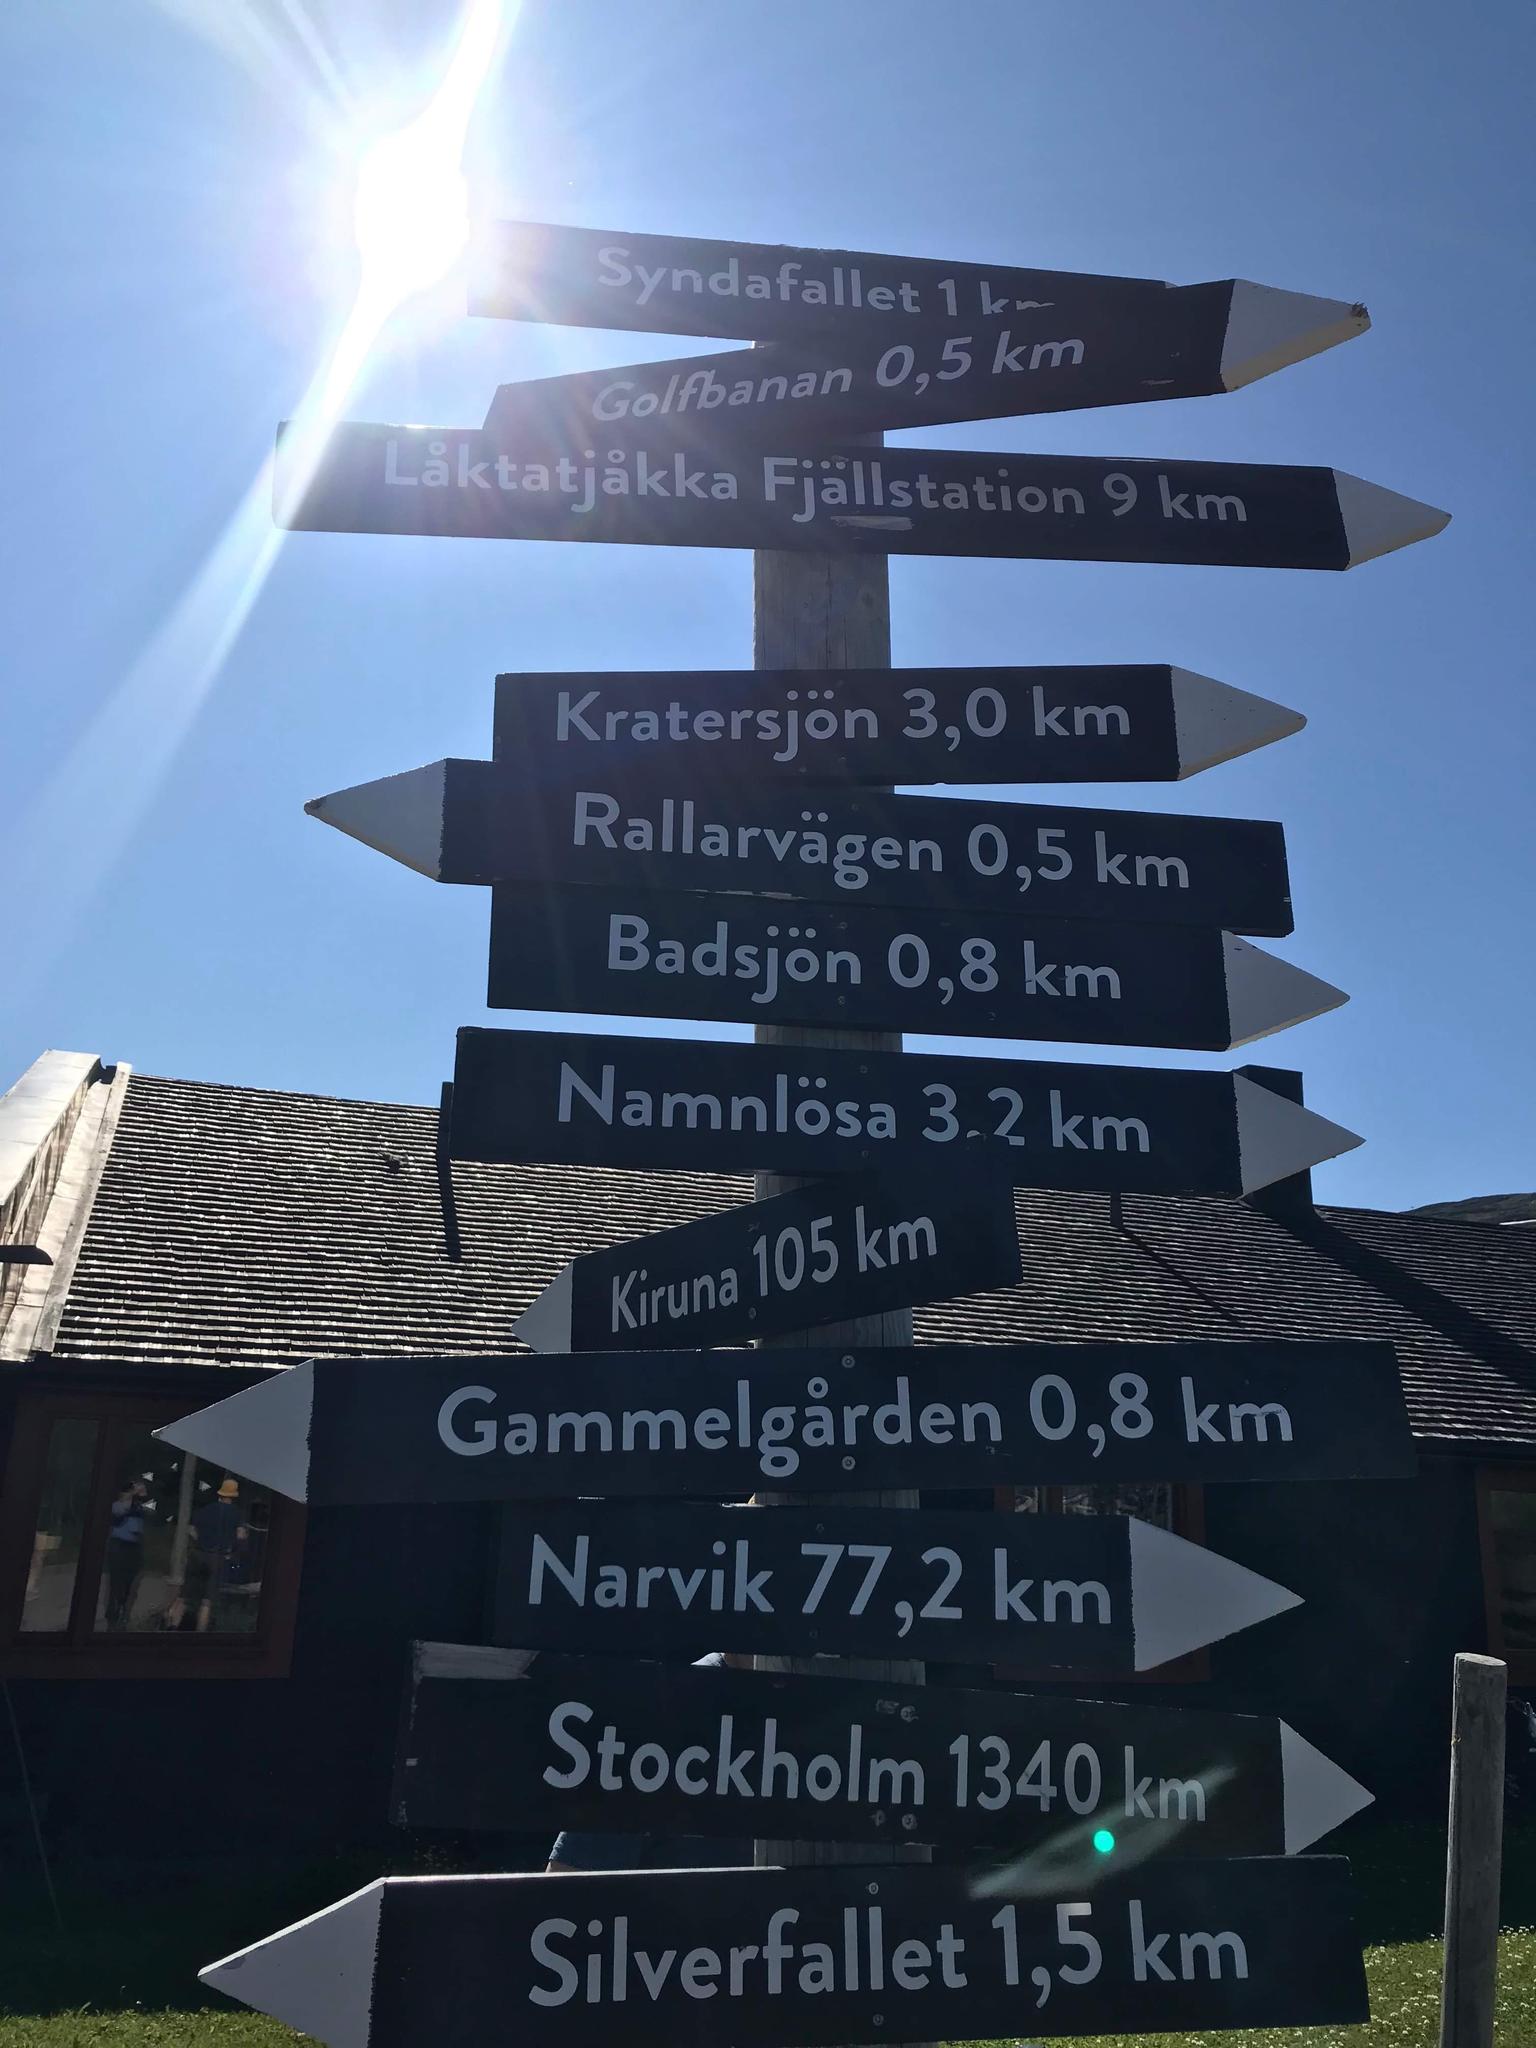 Syndafallet 1 km
Golfbanan 0,5 km
Låktatjåkka Fjällstation 9 km
Kratersjön 3,0 km
Rallarvägen 0,5 km
Badsjön 0,8 km
Namnlösa 3,2 km
Kiruna 105 km
Gammelgården 0,8 km
Narvik 77,2 km
Stockholm 1340 km
Silverfallet 1,5 km